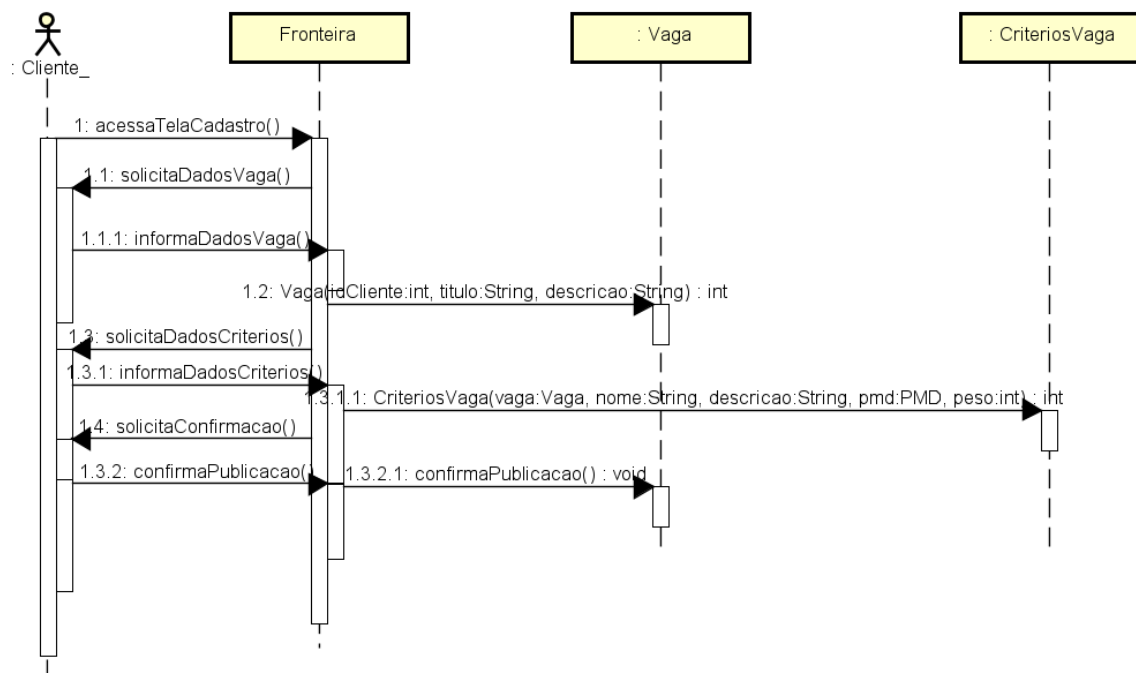 Fronteira
: Vaga
: CriteriosVaga
: Cliente_
1: acessaTelaCadastro()
1.1: solicitaDadosVaga()
1.1.1: informaDadosVaga()
1.2: Vaga(idCliente:int, titulo:String, descricao:String) : int
1.3: solicitaDadosCriterios()
1.3.1: informaDadosCriterios()
1.3.1.1: CriteriosVaga(vaga:Vaga, nome:String, descricao:String, pmd:PMD, peso:int) : int
1.4: solicitaConfirmacao()
1.3.2: confirmaPublicacao()
1.3.2.1: confirmaPublicacao() : void